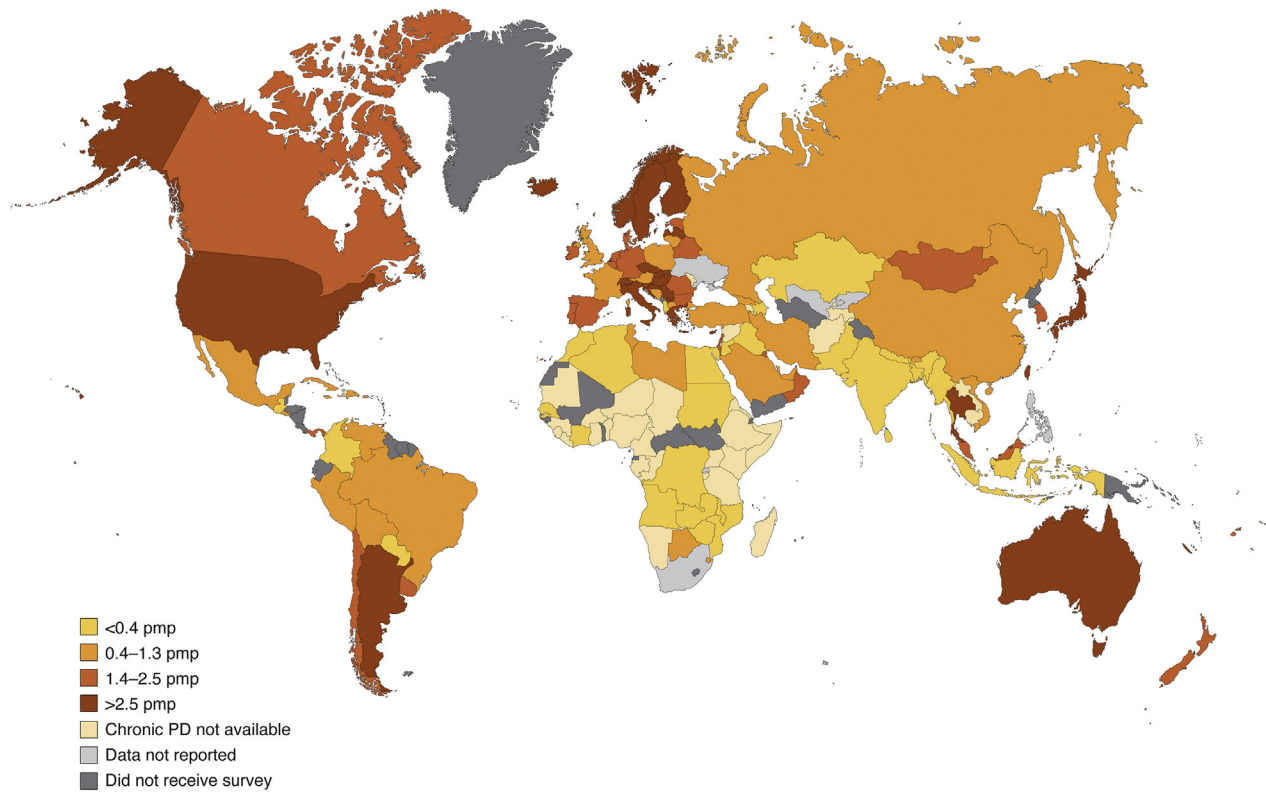 <0.4 pmp
0.4–1.3 pmp
1.4–2.5 pmp
>2.5 pmp
Chronic PD not available
Data not reported
Did not receive survey